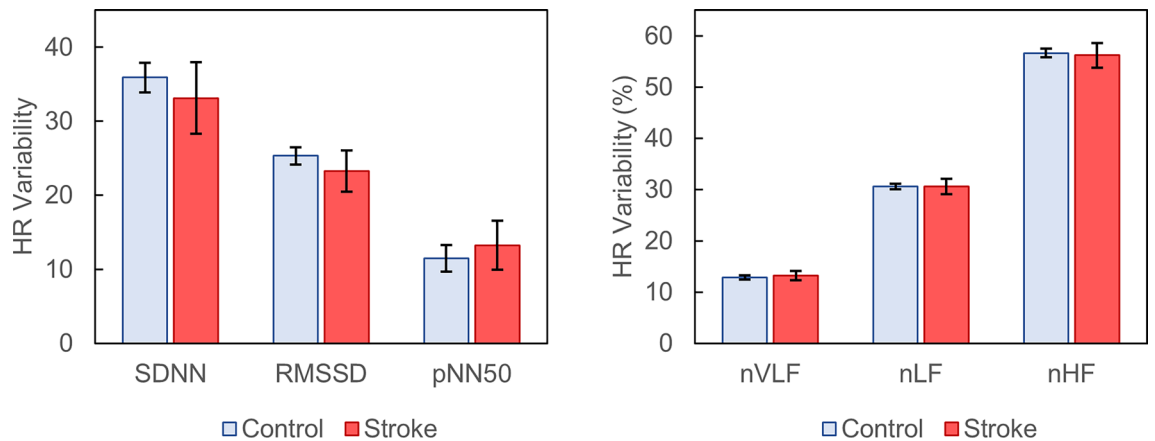 HR Variability
40
30
20
10
0
SDNN RMSSD pNN50
Control Stroke
HR Variability (%)
60
50
40
30
20
10
0
nVLF nLF nHF
Control Stroke